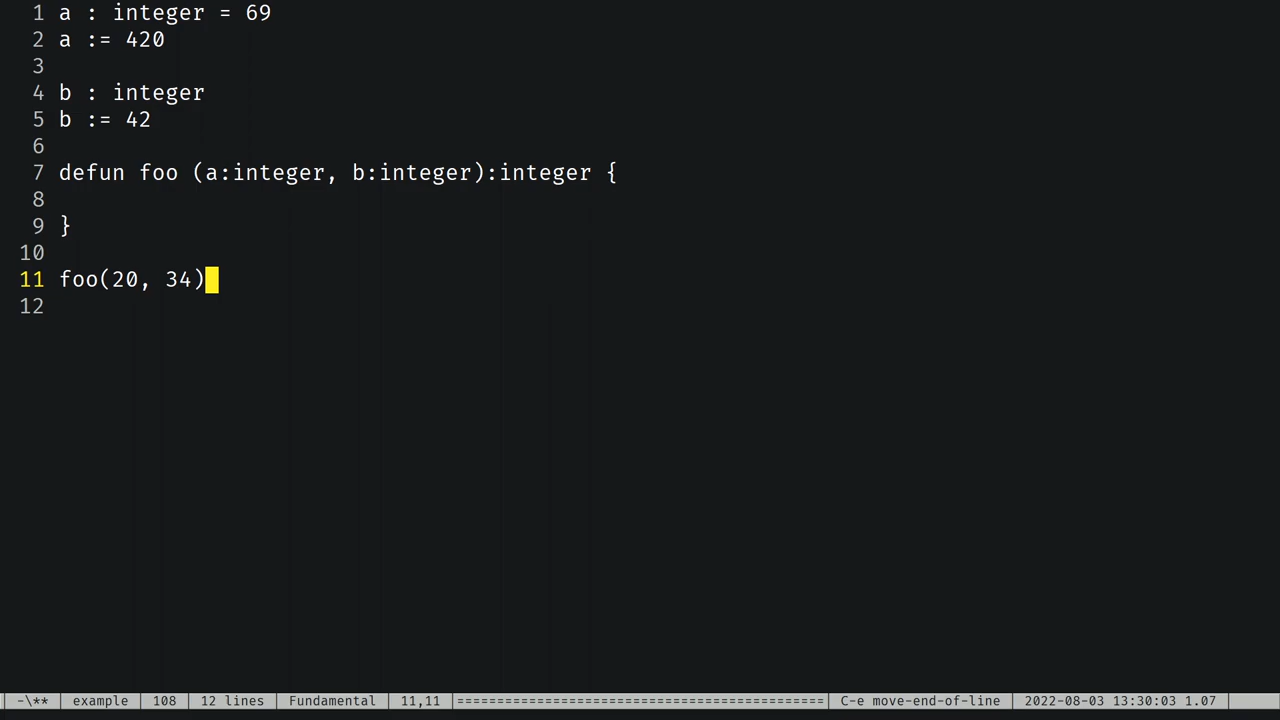 1 a : integer = 69
2 a := 420
3
4 b : integer
5 b := 42
6
7 defun foo (a:integer, b:integer):integer {
8
9 }
10
11 foo(20, 34)
12
-\** example 108 12 lines Fundamental 11,11 ========================================== C-e move-end-of-line 2022-08-03 13:30:03 1.07